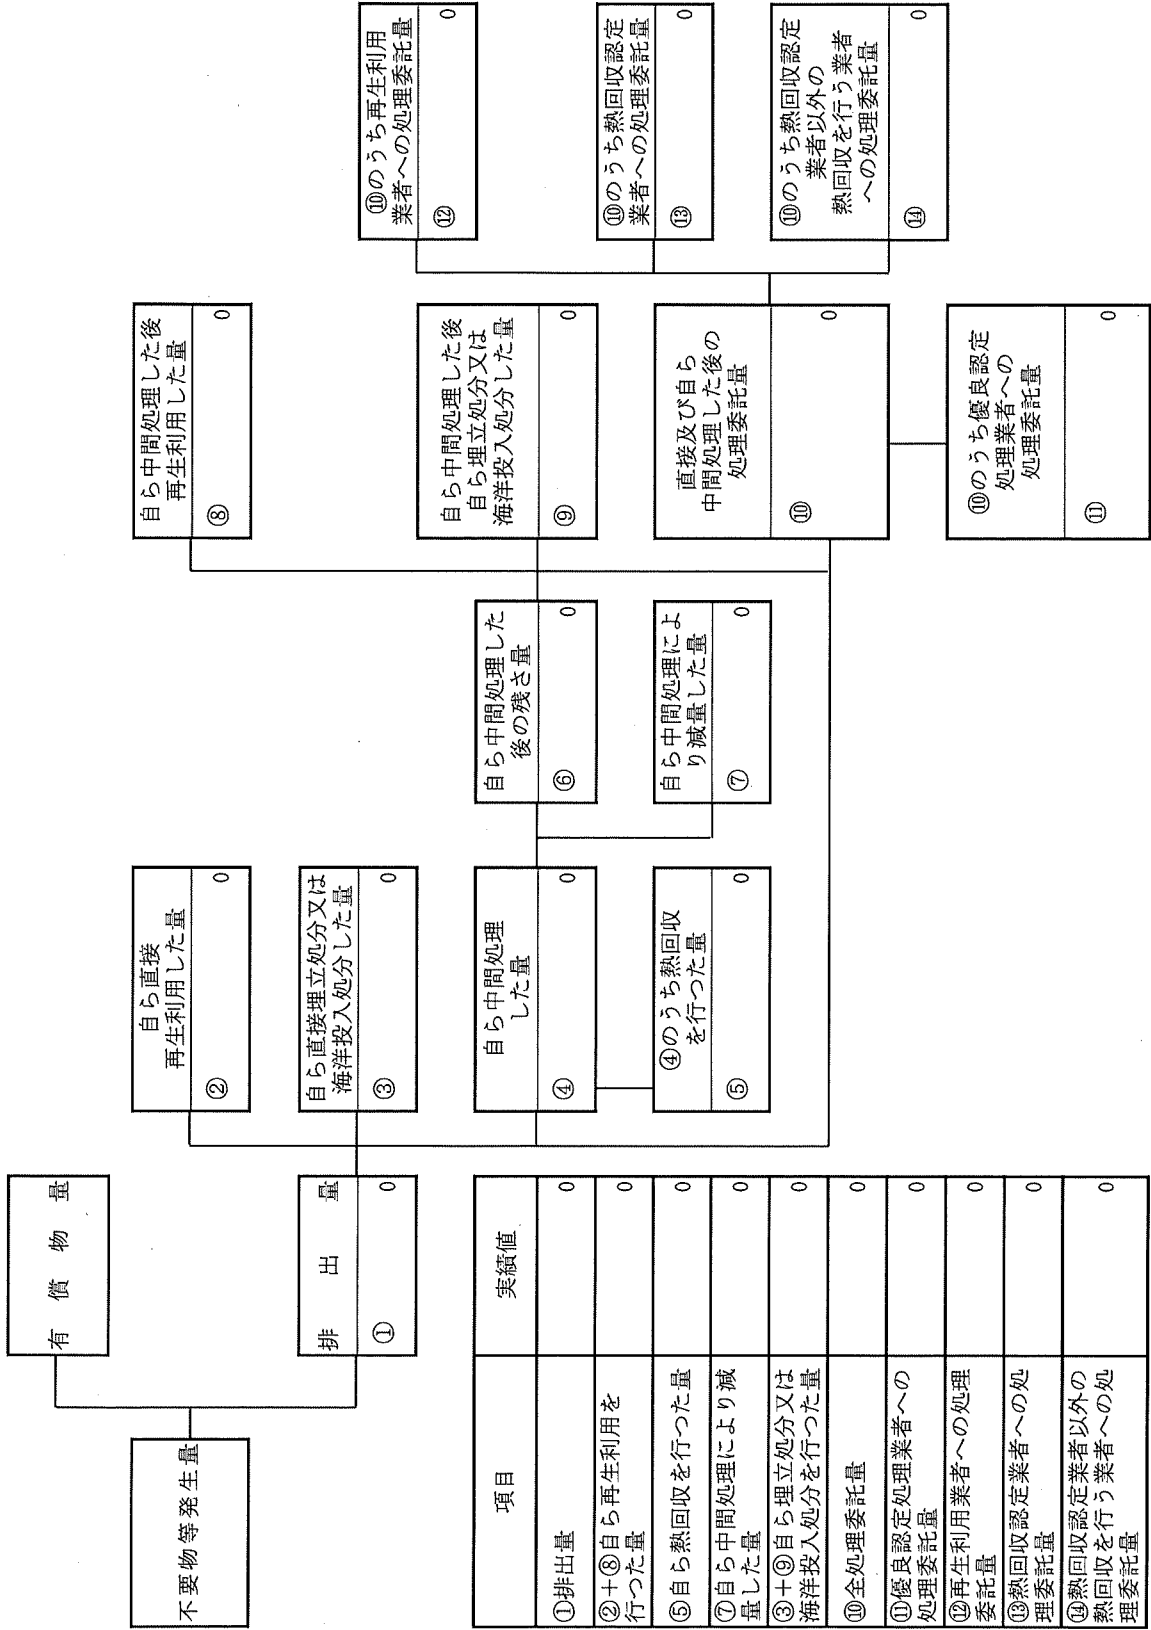 不要物等発生量
有償物量
排出量
① 0
自ら直接
再生利用した量
② 0
自ら直接埋立処分又は
海洋投入処分した量
③ 0
自ら中間処理
した量
④ 0
④のうち熱回収
を行つた量
⑤ 0
自ら中間処理した
後の残さ量
⑥ 0
自ら中間処理によ
り減量した量
⑦ 0
自ら中間処理した後
再生利用した量
⑧ 0
自ら中間処理した後
自ら埋立処分又は
海洋投入処分した量
⑨ 0
直接及び自ら
中間処理した後の
処理委託量
⑩ 0
⑩のうち優良認定
処理業者への
処理委託量
⑪ 0
⑩のうち再生利用
業者への処理委託量
⑫ 0
⑩のうち熱回収認定
業者への処理委託量
⑬ 0
⑩のうち熱回収認定
業者以外の
熱回収を行う業者
への処理委託量
⑭ 0
項目 実績値
①排出量 0
②+⑧自ら再生利用を
行つた量 0
⑤自ら熱回収を行つた量 0
⑦自ら中間処理により減
量した量 0
③+⑨自ら埋立処分又は
海洋投入処分を行つた量 0
⑩全処理委託量 0
⑪優良認定処理業者への
処理委託量 0
⑫再生利用業者への処理
委託量 0
⑬熱回収認定業者への処
理委託量 0
⑭熱回収認定業者以外の
熱回収を行う業者への処
理委託量 0